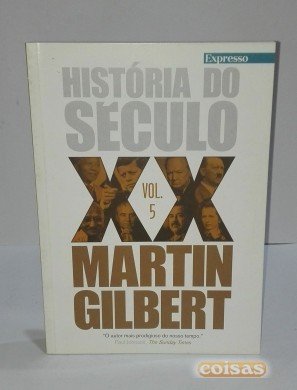 Expresso
HISTÓRIA DO
SÉCULO
XX
VOL.
5
MARTIN
GILBERT
"O autor mais prodigioso do nosso tempo."
The Sunday Times
coisas